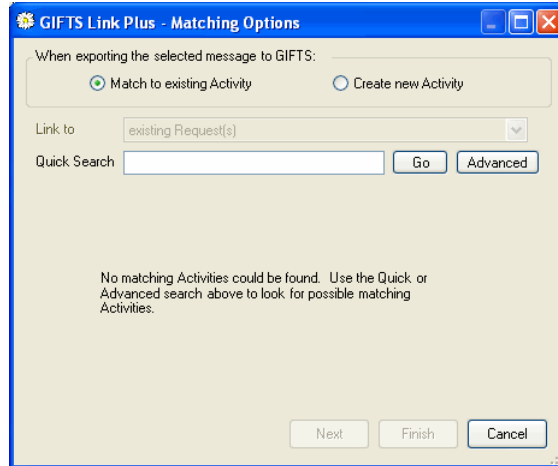 GIFTS Link Plus - Matching Options
When exporting the selected message to GIFTS:
Match to existing Activity
Create new Activity
Link to
existing Request(s)
Quick Search
Go
Advanced
No matching Activities could be found. Use the Quick or
Advanced search above to look for possible matching
Activities.
Next
Finish
Cancel